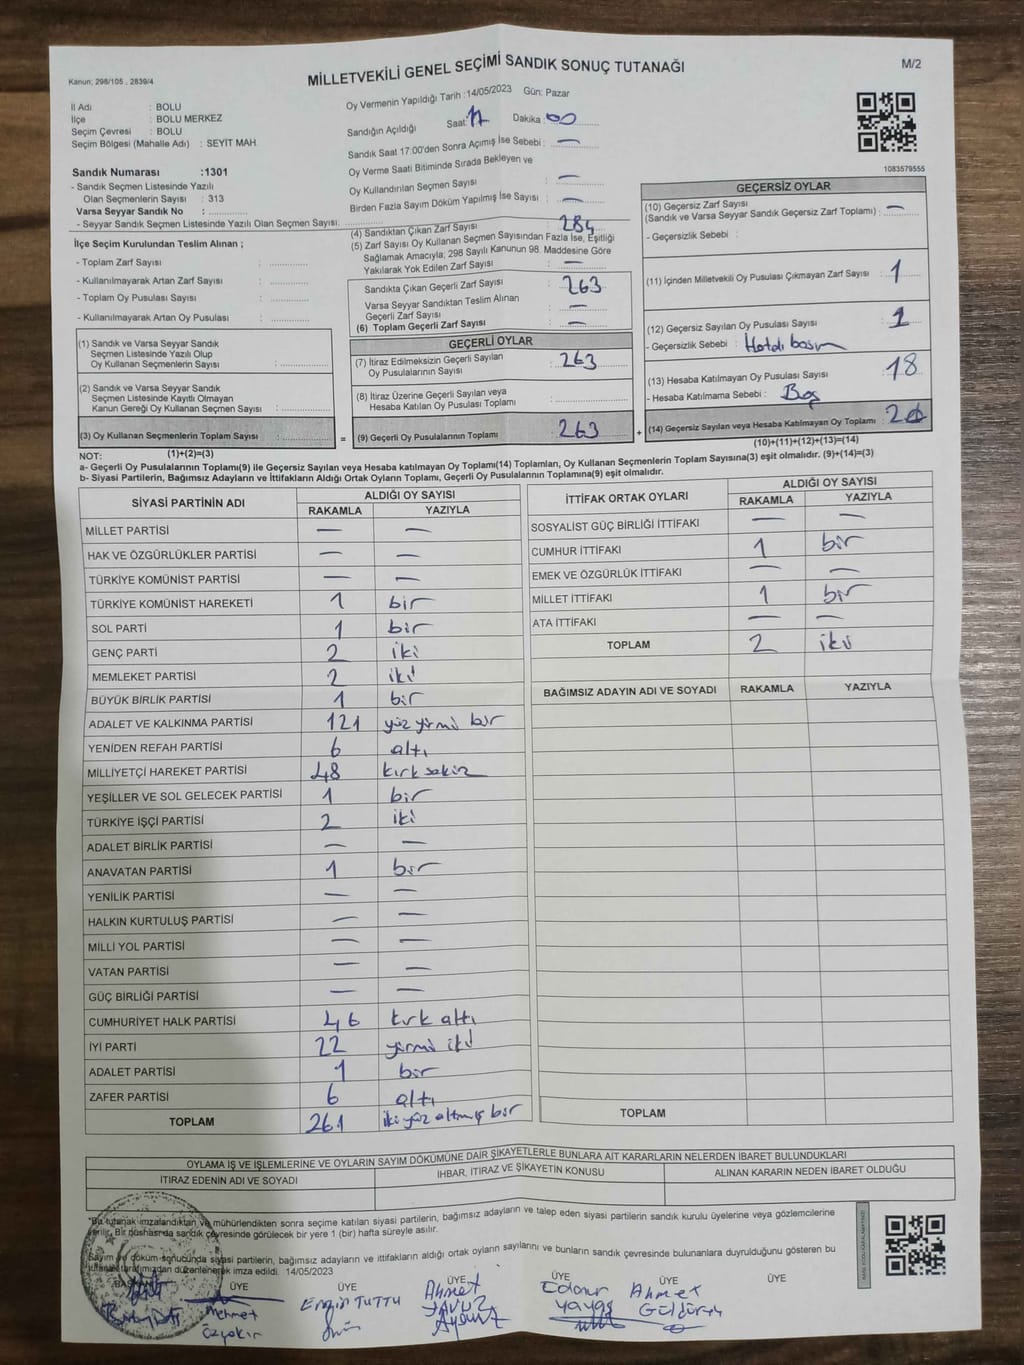 MİLLETVEKİLİ GENEL SEÇİMİ SANDIK SONUÇ TUTANAĞI
M/2
Kanun; 298/105 , 2839/4
İl Adı : BOLU
İlçe : BOLU MERKEZ
Seçim Çevresi : BOLU
Seçim Bölgesi (Mahalle Adı) : SEYİT MAH
Oy Vermenin Yapıldığı Tarih :14/05/2023 Gün: Pazar
Sandığın Açıldığı Saat: 17 Dakika : 00
Sandık Saat 17:00'den Sonra Açımış İse Sebebi : —
Oy Verme Saati Bitiminde Sırada Bekleyen ve
Oy Kullandırılan Seçmen Sayısı : —
Birden Fazla Sayım Döküm Yapılmış İse Sayısı : —
1083579555
Sandık Numarası :1301
- Sandık Seçmen Listesinde Yazılı
Olan Seçmenlerin Sayısı : 313
Varsa Seyyar Sandık No :
- Seyyar Sandık Seçmen Listesinde Yazılı Olan Seçmen Sayısı:
İlçe Seçim Kurulundan Teslim Alınan ;
- Toplam Zarf Sayısı :
- Kullanılmayarak Artan Zarf Sayısı :
- Toplam Oy Pusulası Sayısı :
- Kullanılmayarak Artan Oy Pusulası :
(1) Sandık ve Varsa Seyyar Sandık
Seçmen Listesinde Yazılı Olup
Oy Kullanan Seçmenlerin Sayısı :
(2) Sandık ve Varsa Seyyar Sandık
Seçmen Listesinde Kayıtlı Olmayan
Kanun Gereği Oy Kullanan Seçmen Sayısı :
(3) Oy Kullanan Seçmenlerin Toplam Sayısı :
(1)+(2)=(3)
(4) Sandıktan Çıkan Zarf Sayısı : 284
(5) Zarf Sayısı Oy Kullanan Seçmen Sayısından Fazla İse, Eşitliği
Sağlamak Amacıyla; 298 Sayılı Kanunun 98. Maddesine Göre
Yakılarak Yok Edilen Zarf Sayısı : —
Sandıkta Çıkan Geçerli Zarf Sayısı : 263
Varsa Seyyar Sandıktan Teslim Alınan
Geçerli Zarf Sayısı : —
(6) Toplam Geçerli Zarf Sayısı : —
GEÇERLİ OYLAR
(7) İtiraz Edilmeksizin Geçerli Sayılan
Oy Pusulalarının Sayısı : 263
(8) İtiraz Üzerine Geçerli Sayılan veya
Hesaba Katılan Oy Pusulası Toplamı :
= (9) Geçerli Oy Pusulalarının Toplamı : 263
GEÇERSİZ OYLAR
(10) Geçersiz Zarf Sayısı
(Sandık ve Varsa Seyyar Sandık Geçersiz Zarf Toplamı) : —
- Geçersizlik Sebebi :
(11) İçinden Milletvekili Oy Pusulası Çıkmayan Zarf Sayısı : 1
(12) Geçersiz Sayılan Oy Pusulası Sayısı : 1
- Geçersizlik Sebebi :
(13) Hesaba Katılmayan Oy Pusulası Sayısı : 18
- Hesaba Katılmama Sebebi : Boş
+ (14) Geçersiz Sayılan veya Hesaba Katılmayan Oy Toplamı :
(10)+(11)+(12)+(13)=(14)
NOT:
a- Geçerli Oy Pusulalarının Toplamı(9) ile Geçersiz Sayılan veya Hesaba katılmayan Oy Toplamı(14) Toplamları, Oy Kullanan Seçmenlerin Toplam Sayısına(3) eşit olmalıdır. (9)+(14)=(3)
b- Siyasi Partilerin, Bağımsız Adayların ve İttifakların Aldığı Ortak Oyların Toplamı, Geçerli Oy Pusulalarının Toplamına(9) eşit olmalıdır.
SİYASİ PARTİNİN ADI ALDIĞI OY SAYISI
RAKAMLA YAZIYLA
MİLLET PARTİSİ — —
HAK VE ÖZGÜRLÜKLER PARTİSİ — —
TÜRKİYE KOMÜNİST PARTİSİ — —
TÜRKİYE KOMÜNİST HAREKETİ 1 bir
SOL PARTİ 1 bir
GENÇ PARTİ 2 iki
MEMLEKET PARTİSİ 2 iki
BÜYÜK BİRLİK PARTİSİ 1 bir
ADALET VE KALKINMA PARTİSİ 121 yüz yirmi bir
YENİDEN REFAH PARTİSİ 6 altı
MİLLİYETÇİ HAREKET PARTİSİ 48 kırk sekiz
YEŞİLLER VE SOL GELECEK PARTİSİ 1 bir
TÜRKİYE İŞÇİ PARTİSİ 2 iki
ADALET BİRLİK PARTİSİ — —
ANAVATAN PARTİSİ 1 bir
YENİLİK PARTİSİ — —
HALKIN KURTULUŞ PARTİSİ — —
MİLLİ YOL PARTİSİ — —
VATAN PARTİSİ — —
GÜÇ BİRLİĞİ PARTİSİ — —
CUMHURİYET HALK PARTİSİ 46 kırk altı
İYİ PARTİ 22 yirmi iki
ADALET PARTİSİ 1 bir
ZAFER PARTİSİ 6 altı
TOPLAM 261 iki yüz altmış bir
İTTİFAK ORTAK OYLARI ALDIĞI OY SAYISI
RAKAMLA YAZIYLA
SOSYALİST GÜÇ BİRLİĞİ İTTİFAKI — —
CUMHUR İTTİFAKI 1 bir
EMEK VE ÖZGÜRLÜK İTTİFAKI — —
MİLLET İTTİFAKI 1 bir
ATA İTTİFAKI — —
TOPLAM 2 iki
BAĞIMSIZ ADAYIN ADI VE SOYADI RAKAMLA YAZIYLA
TOPLAM
OYLAMA İŞ VE İŞLEMLERİNE VE OYLARIN SAYIM DÖKÜMÜNE DAİR ŞİKAYETLERLE BUNLARA AİT KARARLARIN NELERDEN İBARET BULUNDUKLARI
İTİRAZ EDENİN ADI VE SOYADI İHBAR, İTİRAZ VE ŞİKAYETİN KONUSU ALINAN KARARIN NEDEN İBARET OLDUĞU
*Bu tutanak imzalandıktan ve mühürlendikten sonra seçime katılan siyasi partilerin, bağımsız adayların ve talep eden siyasi partilerin sandık kurulu üyelerine veya gözlemcilerine
verilir. Bir nüshası da sandık çevresinde görülecek bir yere 1 (bir) hafta süreyle asılır.
Sayım ve döküm sonucunda siyasi partilerin, bağımsız adayların ve ittifakların aldığı ortak oyların sayılarını ve bunların sandık çevresinde bulunanlara duyrulduğunu gösteren bu
tutanak tarafımızdan düzenlenerek imza edildi. 14/05/2023
BAŞKAN ÜYE ÜYE ÜYE ÜYE ÜYE ÜYE
Mehmet Özçakır
Engin TUTTU
Ahmet YAVUZ
Ahmet